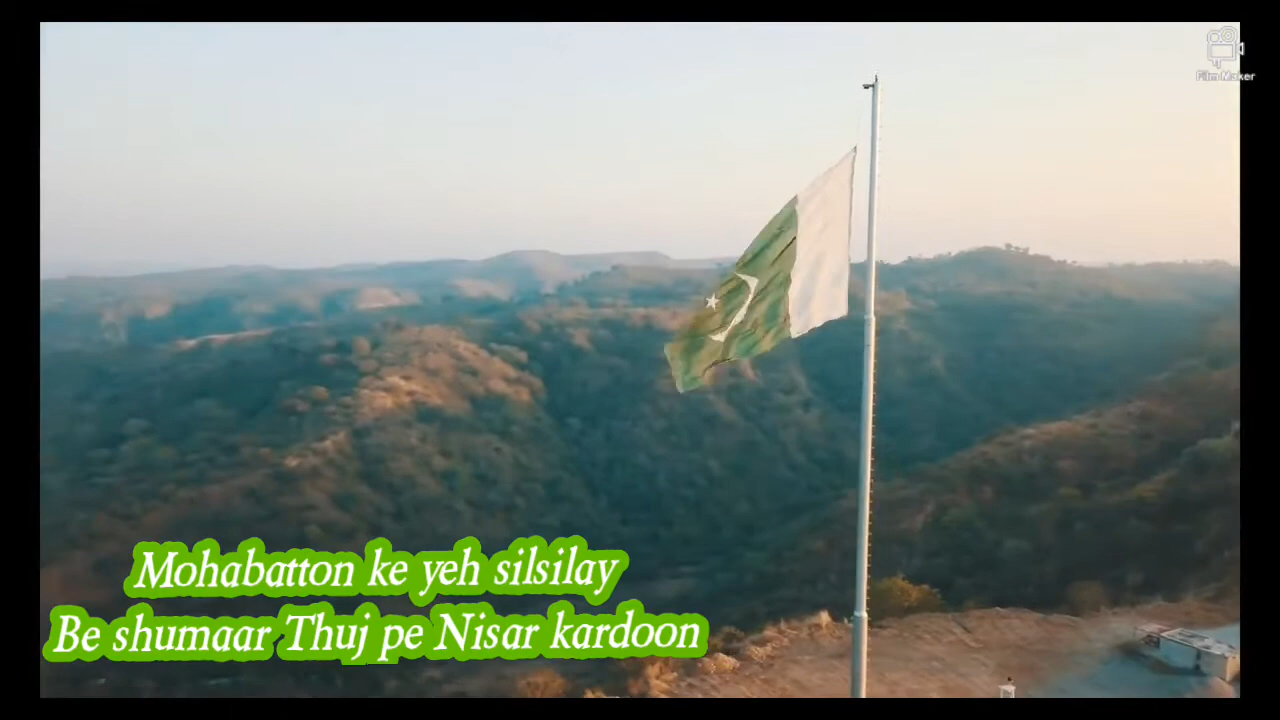 Film Maker
Mohabatton ke yeh silsilay
Be shumaar Thuj pe Nisar kardoon